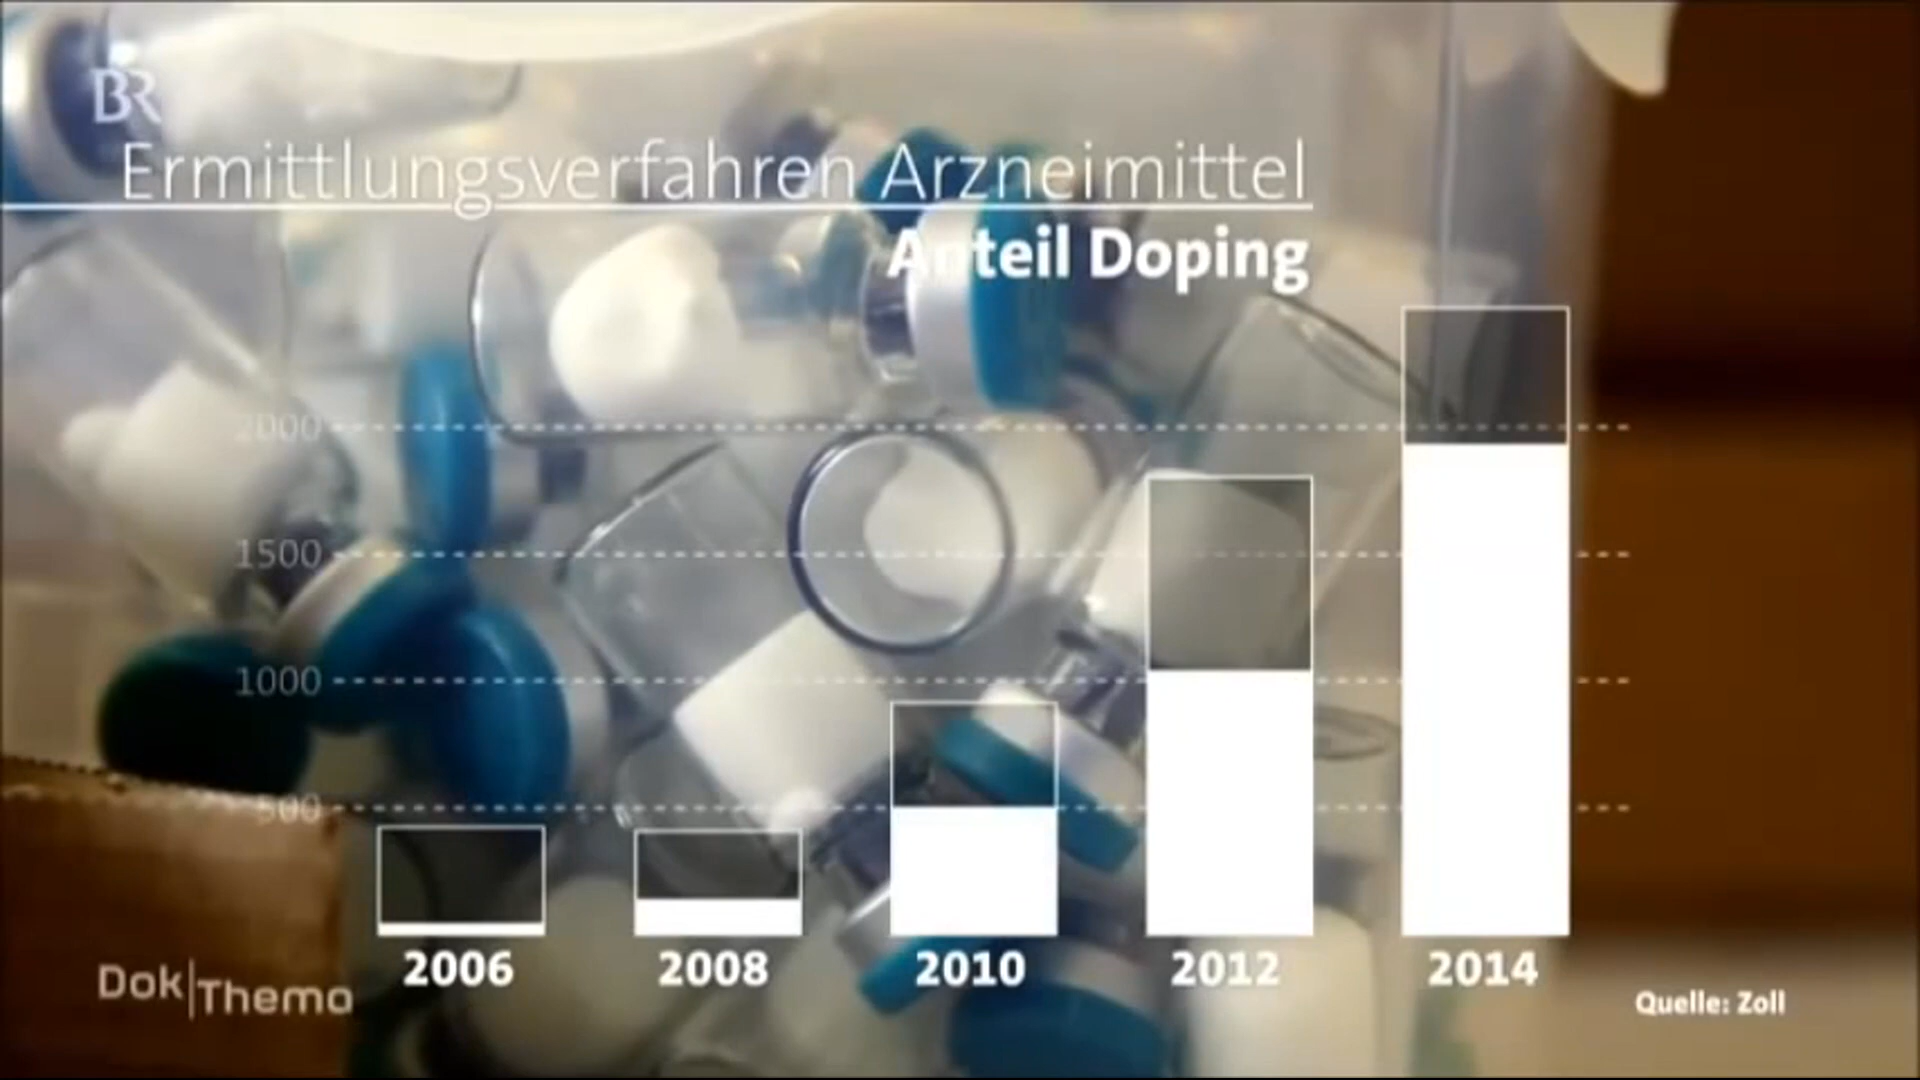 BR
Ermittlungsverfahren Arzneimittel
Anteil Doping
2000
1500
1000
500
2006 2008 2010 2012 2014
Dok|Thema
Quelle: Zoll